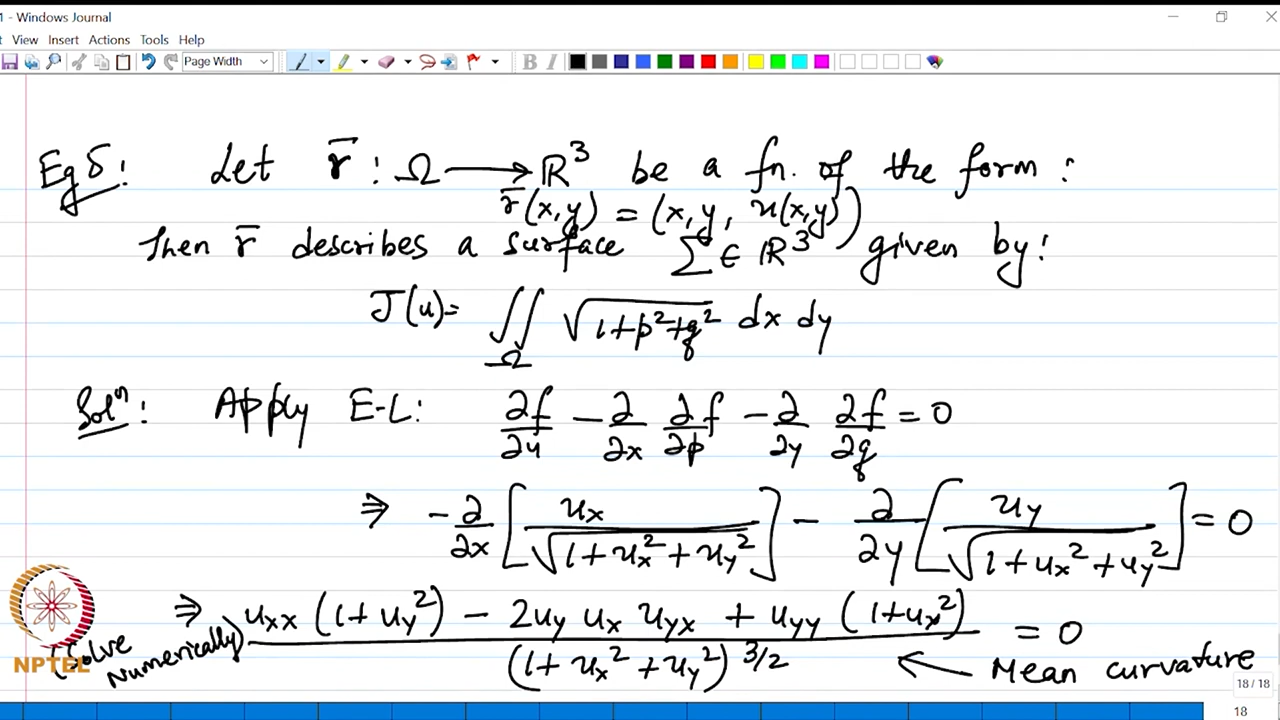 1 - Windows Journal
t View Insert Actions Tools Help
Page Width B I
Eg 5: Let r̄ : Ω ⟶ ℝ³ be a fn. of the form :
r̄(x,y) = (x, y, u(x,y))
Then r̄ describes a surface Σ ∈ ℝ³ given by:
J(u) = ∬_Ω √(1+p²+q²) dx dy
Solⁿ: Apply E-L: ∂f/∂u − ∂/∂x ∂f/∂p − ∂/∂y ∂f/∂q = 0
⇒ −∂/∂x [u_x / √(1+u_x²+u_y²)] − ∂/∂y [u_y / √(1+u_x²+u_y²)] = 0
⇒ (u_xx (1+u_y²) − 2u_y u_x u_yx + u_yy (1+u_x²)) / (1+u_x²+u_y²)^3/2 = 0
(Solve Numerically)
← Mean curvature
NPTEL
18 / 18
18